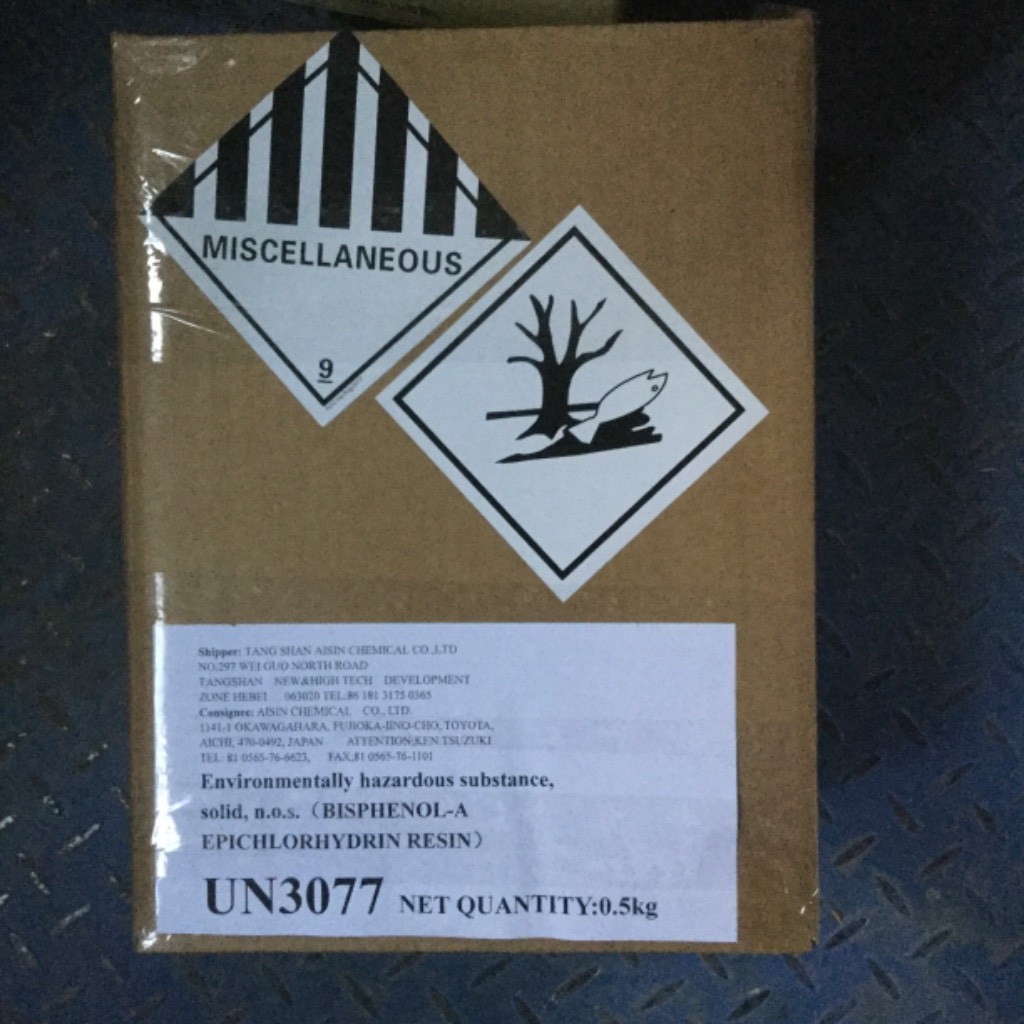 MISCELLANEOUS
9
Shipper: TANG SHAN AISIN CHEMICAL CO.,LTD
NO.297 WEI GUO NORTH ROAD
TANGSHAN NEW&HIGH TECH DEVELOPMENT
ZONE HEBEI 063020 TEL:86 181 3175 0365
Consignee: AISIN CHEMICAL CO., LTD.
1141-1 OKAWAGAHARA, FUJIOKA-IINO-CHO, TOYOTA,
AICHI, 470-0492, JAPAN ATTENTION:KEN TSUZUKI
TEL: 81 0565-76-6623, FAX:81 0565-76-1101
Environmentally hazardous substance,
solid, n.o.s.（BISPHENOL-A
EPICHLORHYDRIN RESIN）
UN3077 NET QUANTITY:0.5kg